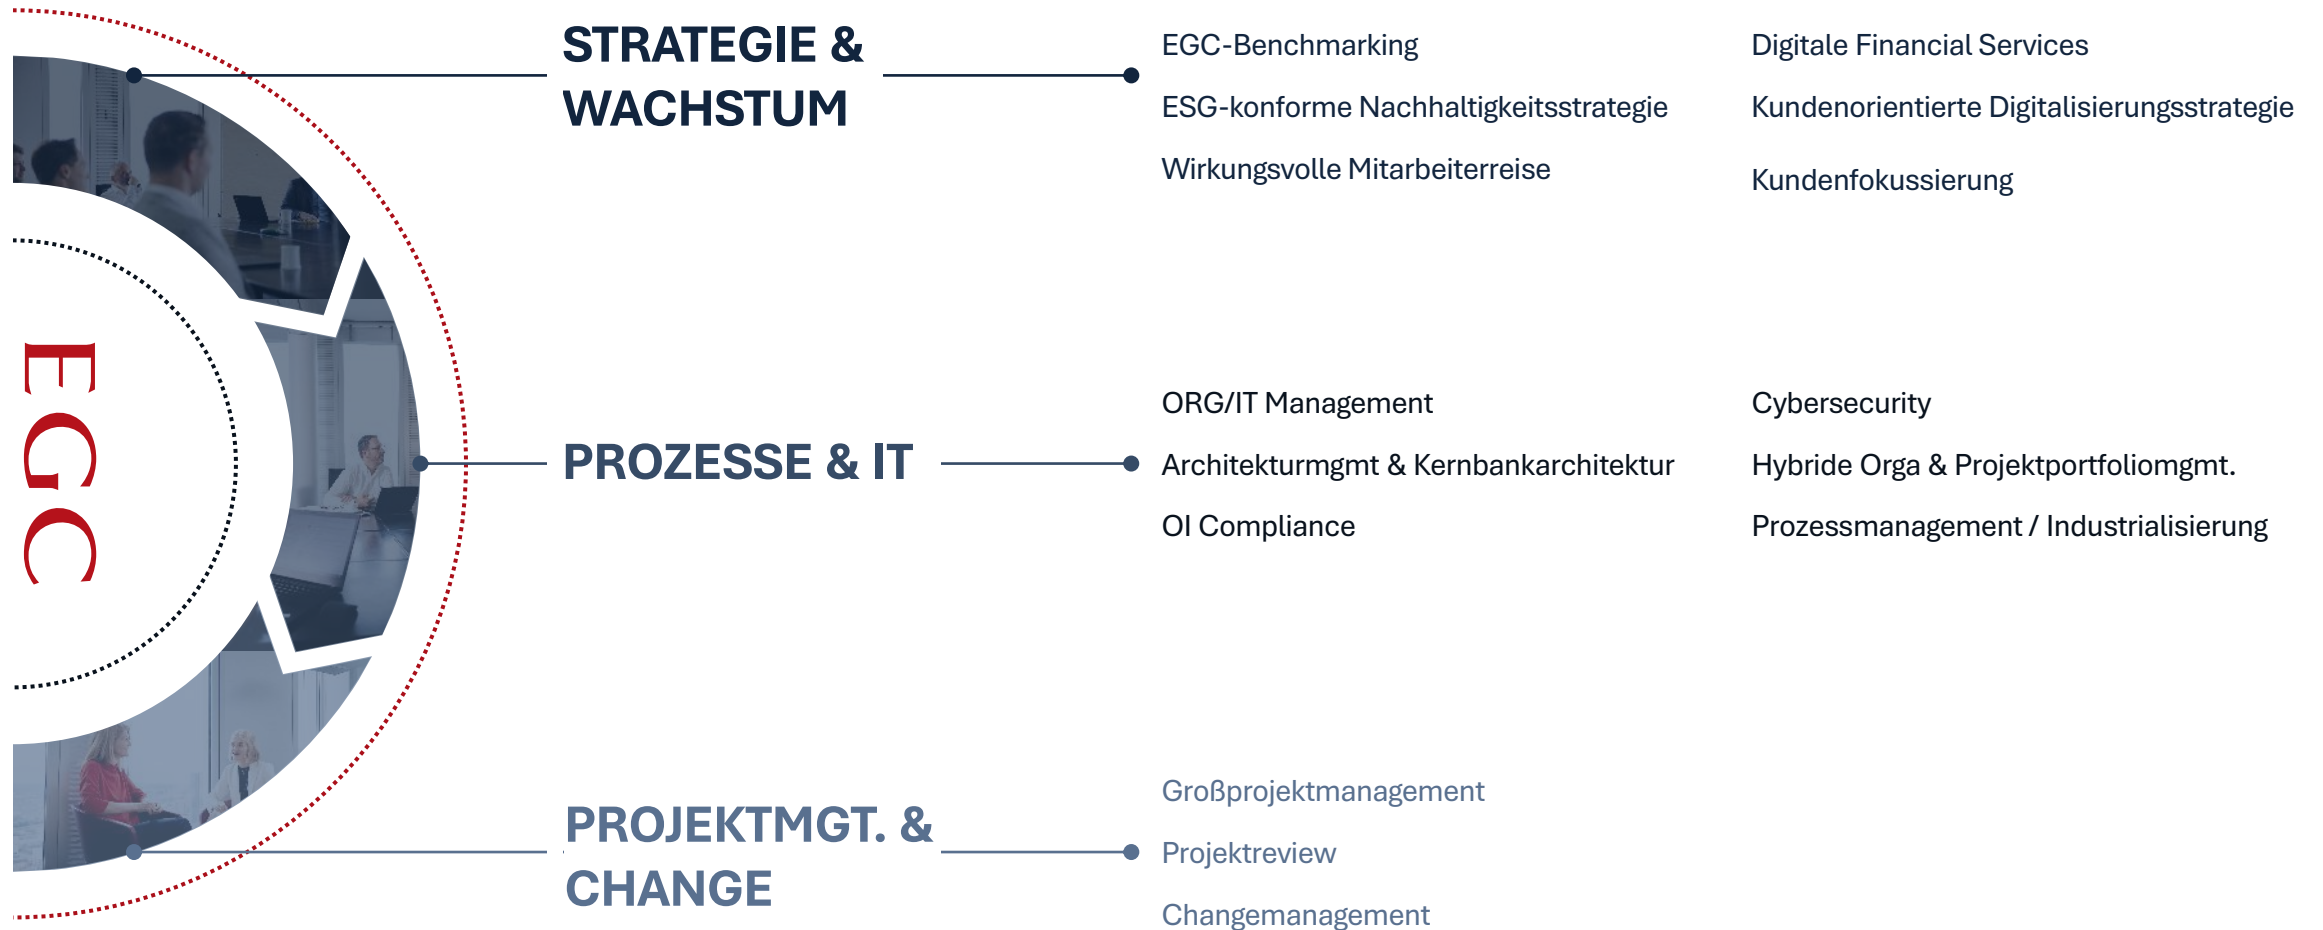 EGC
STRATEGIE &
WACHSTUM
EGC-Benchmarking
ESG-konforme Nachhaltigkeitsstrategie
Wirkungsvolle Mitarbeiterreise
Digitale Financial Services
Kundenorientierte Digitalisierungsstrategie
Kundenfokussierung
PROZESSE & IT
ORG/IT Management
Architekturmgmt & Kernbankarchitektur
OI Compliance
Cybersecurity
Hybride Orga & Projektportfoliomgmt.
Prozessmanagement / Industrialisierung
PROJEKTMGT. &
CHANGE
Großprojektmanagement
Projektreview
Changemanagement